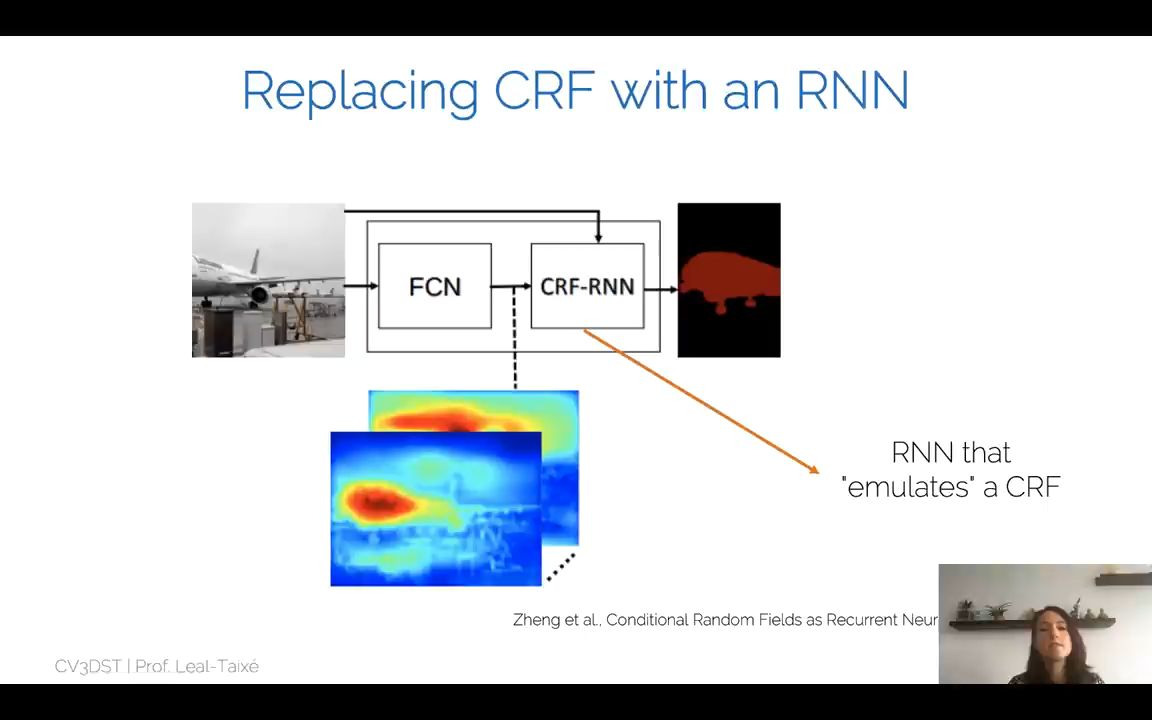 Replacing CRF with an RNN
FCN
CRF-RNN
RNN that
"emulates" a CRF
Zheng et al., Conditional Random Fields as Recurrent
CV3DST | Prof. Leal-Taixé